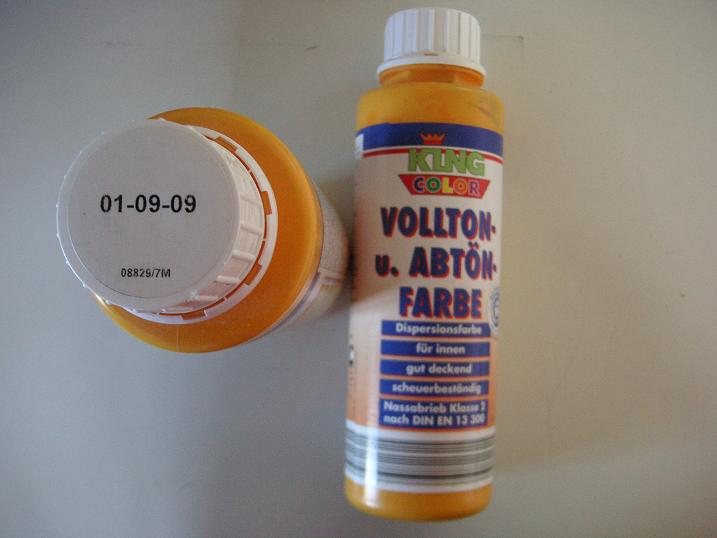 01-09-09
08829/7M
KING
COLOR
VOLLTON-
u. ABTÖN-
FARBE
Dispersionsfarbe
für innen
gut deckend
scheuerbeständig
Nassabrieb Klasse 2
nach DIN EN 13 300